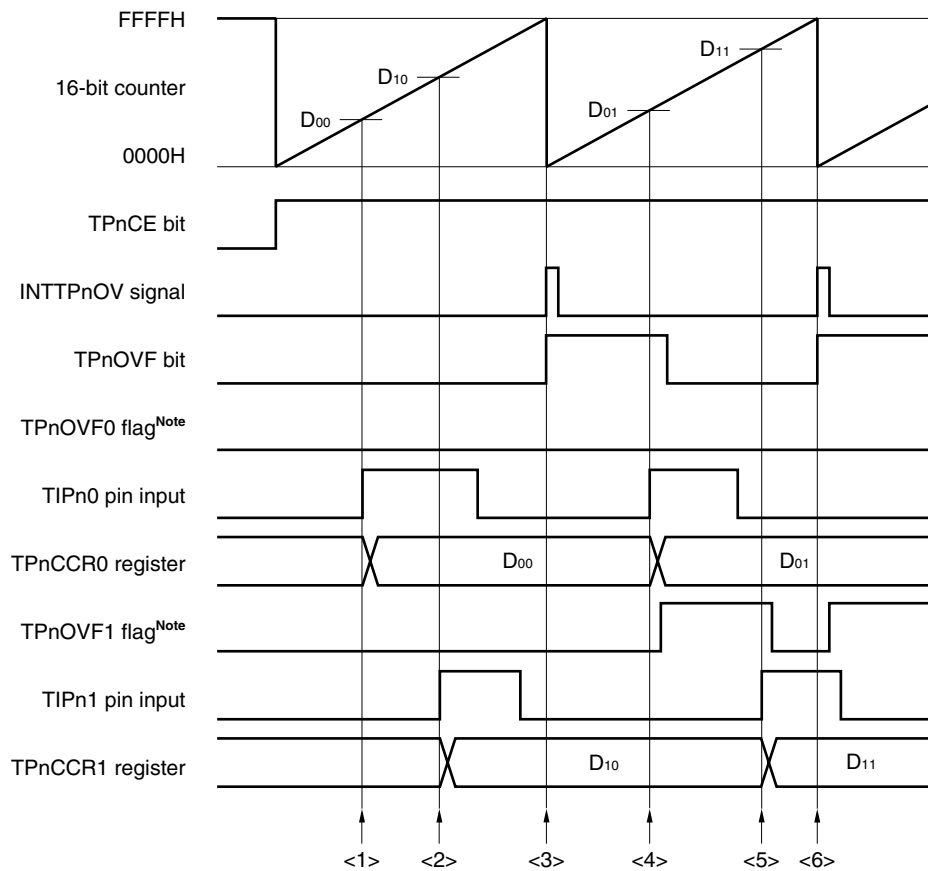 FFFFH
D11
D10
16-bit counter
D01
D00
0000H
TPnCE bit
INTTPnOV signal
TPnOVF bit
TPnOVF0 flagNote
TIPn0 pin input
TPnCCR0 register D00 D01
TPnOVF1 flagNote
TIPn1 pin input
TPnCCR1 register D10 D11
<1> <2> <3> <4> <5> <6>